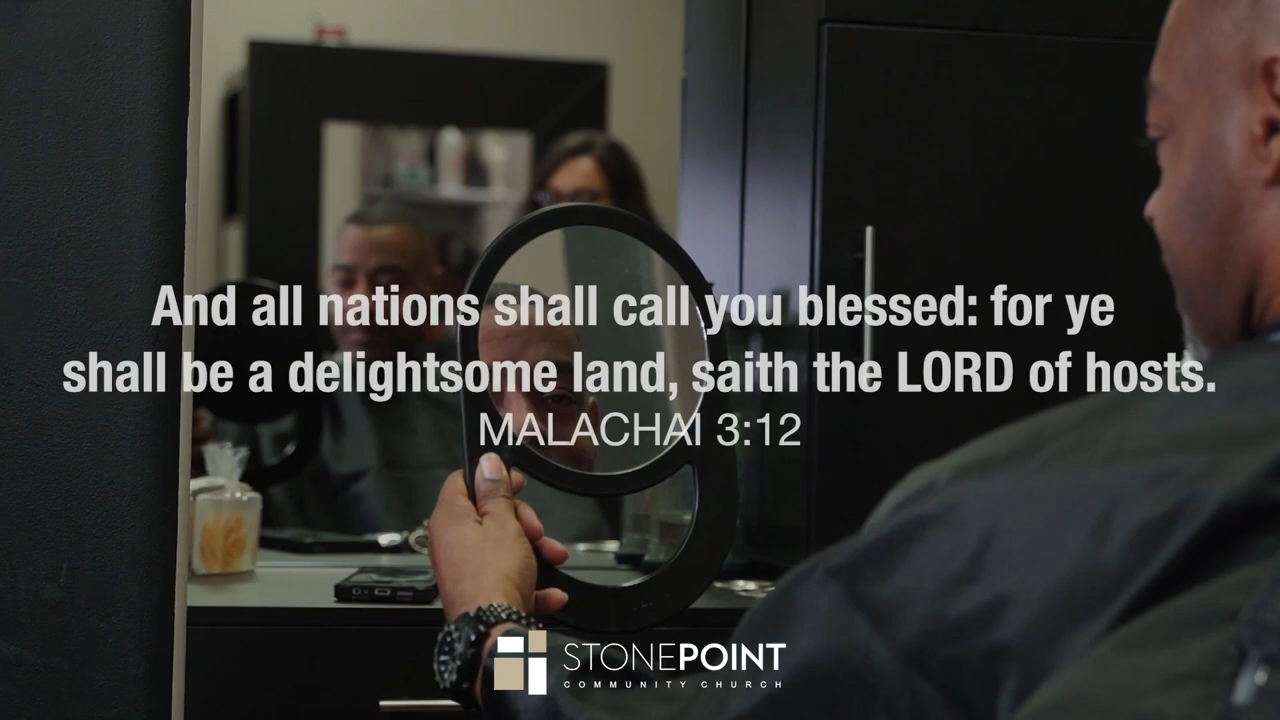 And all nations shall call you blessed: for ye
shall be a delightsome land, saith the LORD of hosts.
MALACHAI 3:12
STONEPOINT
COMMUNITY CHURCH